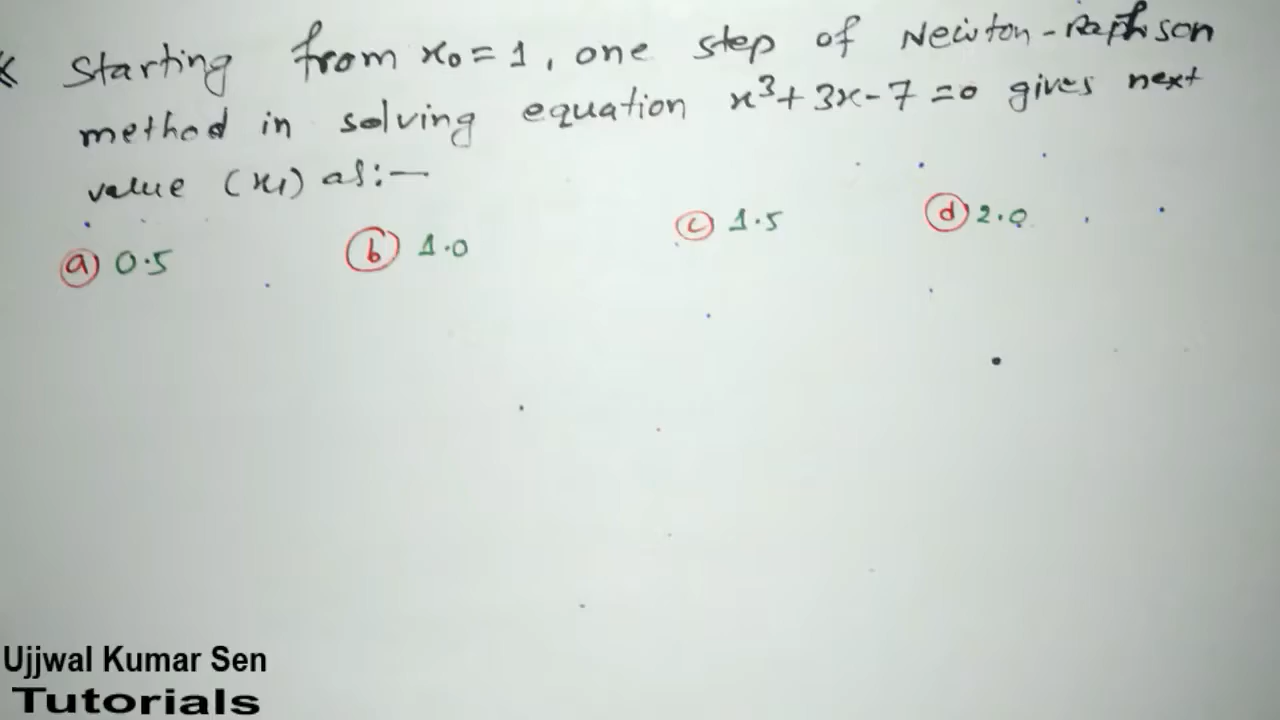 Starting from x₀ = 1, one step of Newton-Raphson
method in solving equation x³+3x-7=0 gives next
value (x₁) as:—
(a) 0.5 (b) 1.0 (c) 1.5 (d) 2.0
Ujjwal Kumar Sen
Tutorials